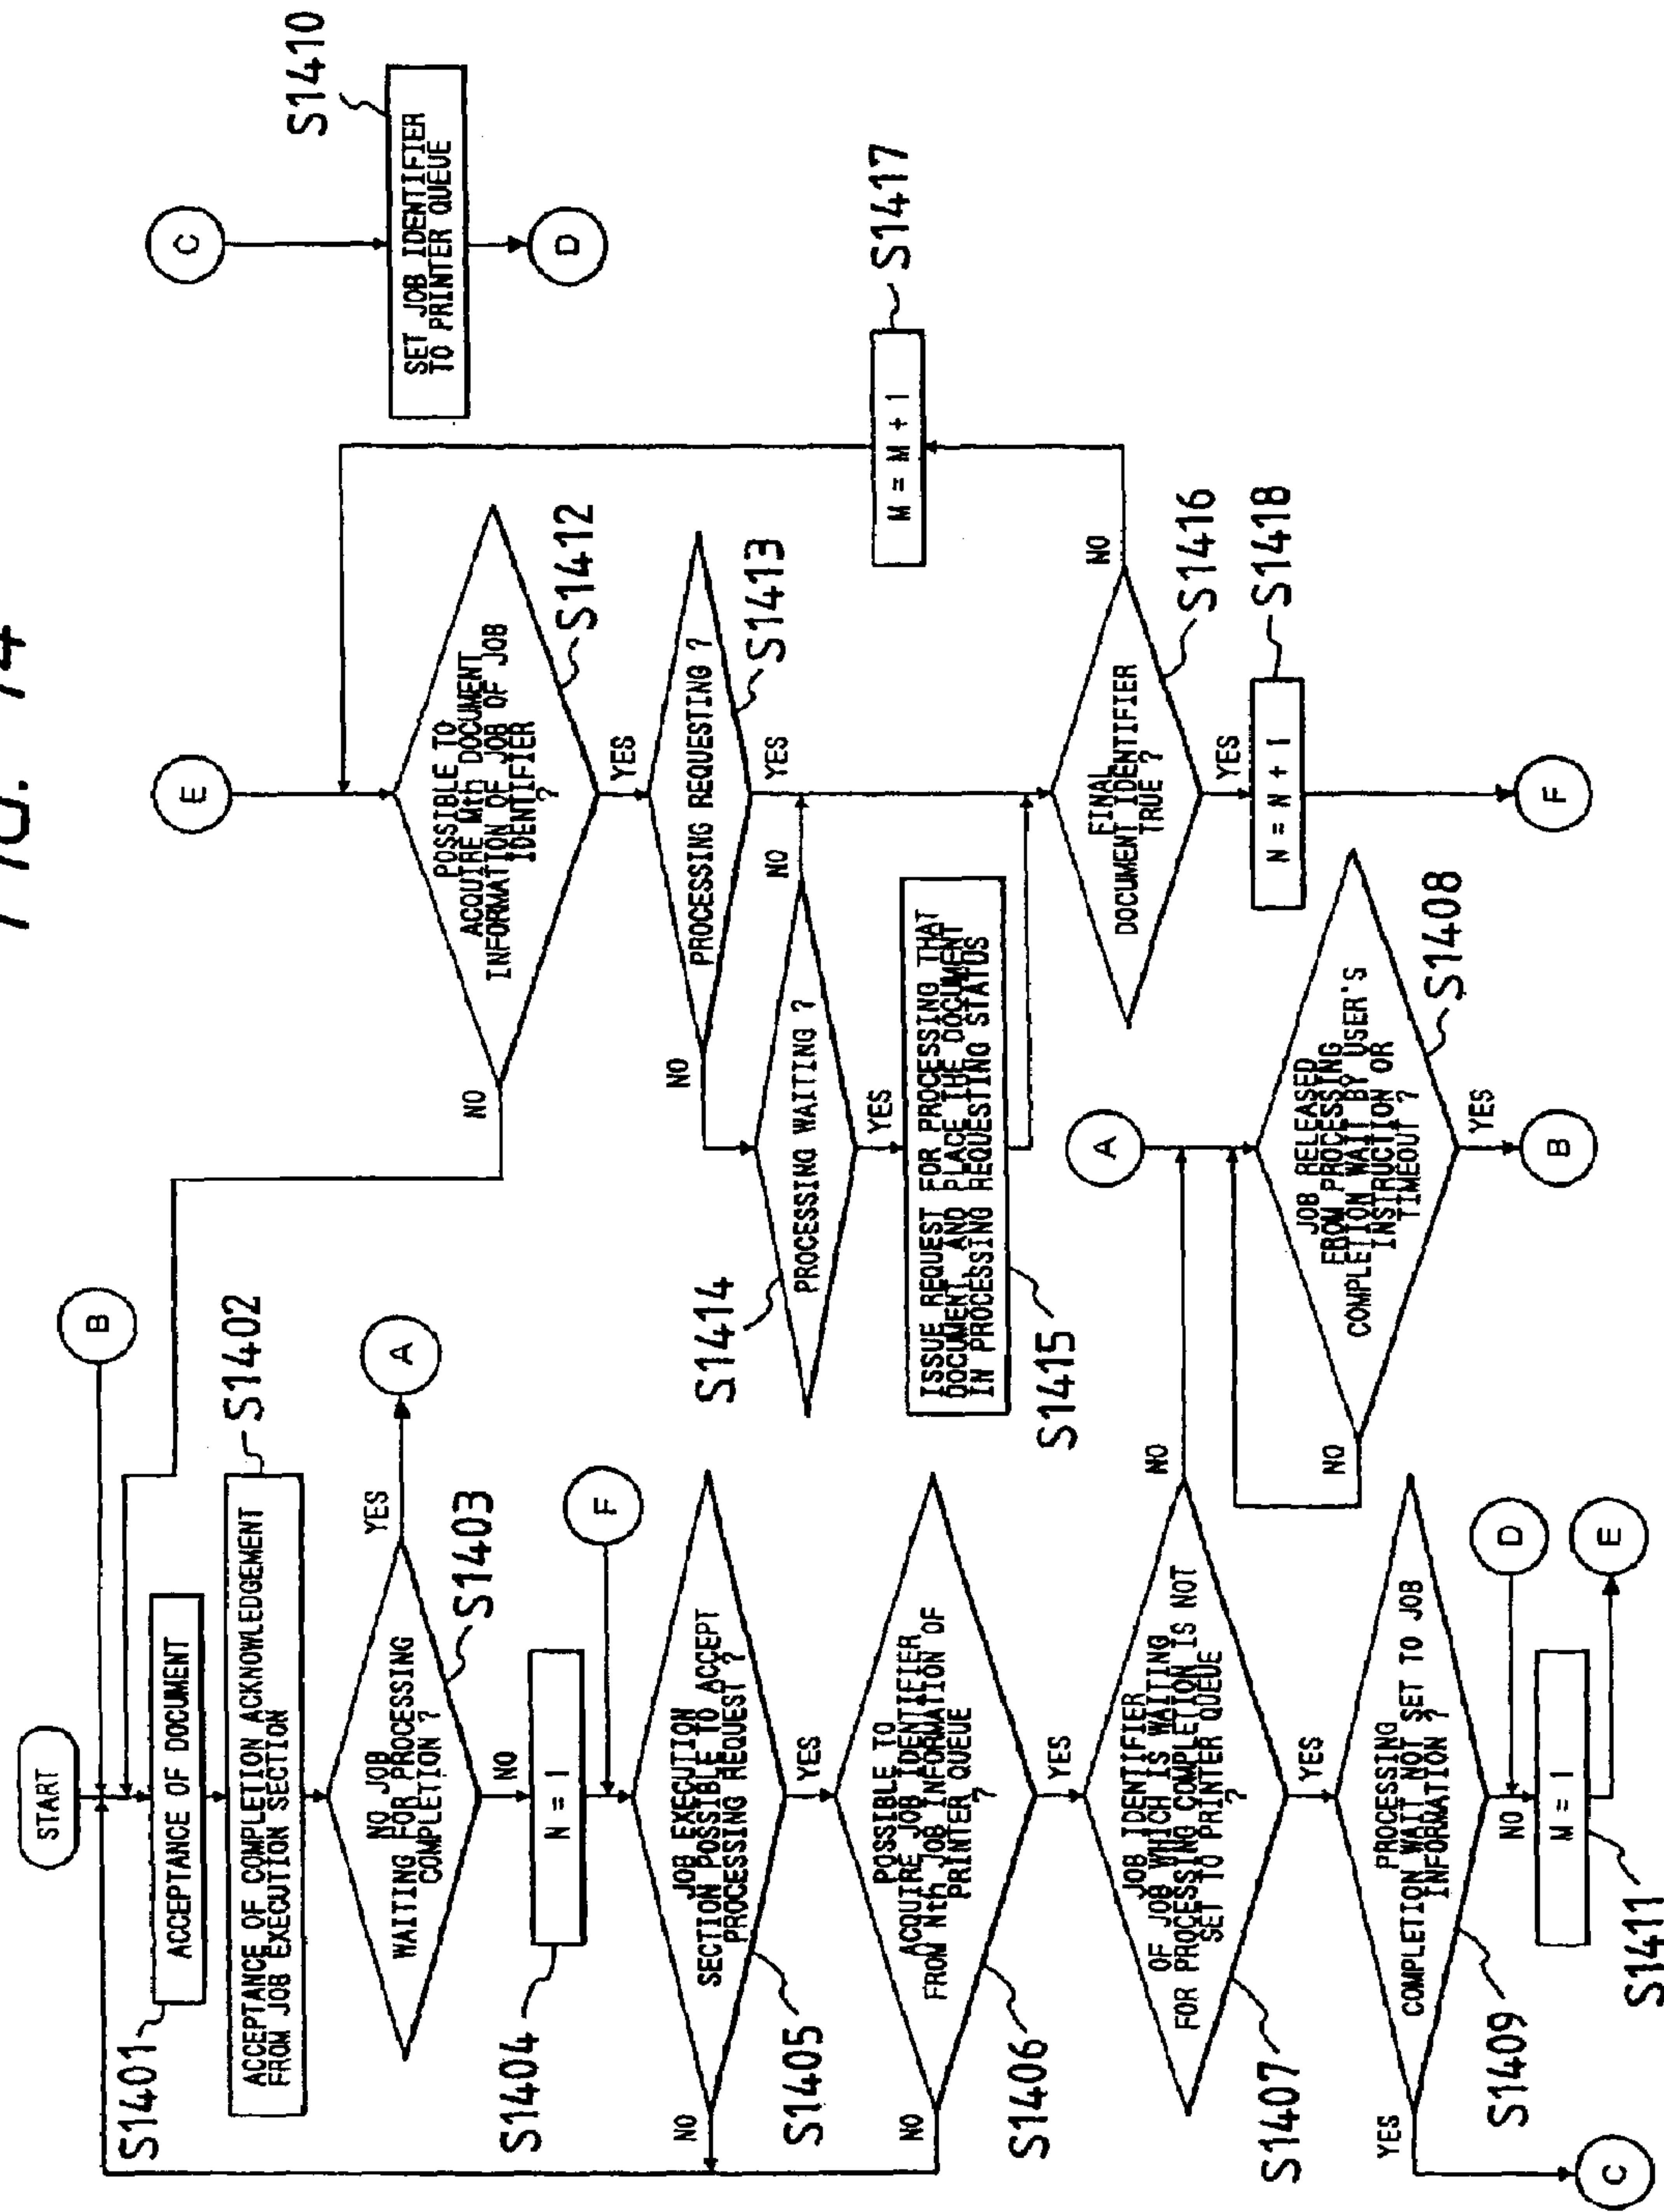 FIG. 14
START
B
S1401
ACCEPTANCE OF DOCUMENT
ACCEPTANCE OF COMPLETION ACKNOWLEDGEMENT
FROM JOB EXECUTION SECTION
S1402
NO JOB
WAITING FOR PROCESSING
COMPLETION ?
S1403
YES
A
NO
S1404
N = 1
F
JOB EXECUTION
SECTION POSSIBLE TO ACCEPT
PROCESSING REQUEST ?
S1405
NO
YES
POSSIBLE TO
ACQUIRE JOB IDENTIFIER
FROM Nth JOB INFORMATION OF
PRINTER QUEUE
?
S1406
NO
YES
JOB IDENTIFIER
OF JOB WHICH IS WAITING
FOR PROCESSING COMPLETION IS NOT
SET TO PRINTER QUEUE
?
S1407
NO
YES
PROCESSING
COMPLETION WAIT NOT SET TO JOB
INFORMATION ?
S1409
YES
C
NO
D
M = 1
S1411
E
E
POSSIBLE TO
ACQUIRE Mth DOCUMENT
INFORMATION OF JOB OF JOB
IDENTIFIER
?
S1412
NO
YES
PROCESSING REQUESTING ?
S1413
NO
YES
S1414
PROCESSING WAITING ?
NO
YES
ISSUE REQUEST FOR PROCESSING THAT
DOCUMENT, AND PLACE THE DOCUMENT
IN PROCESSING REQUESTING STATUS
S1415
FINAL
DOCUMENT IDENTIFIER
TRUE ?
S1416
NO
M = M + 1
S1417
YES
N = N + 1
S1418
F
A
JOB RELEASED
FROM PROCESSING
COMPLETION WAIT BY USER'S
INSTRUCTION OR
TIMEOUT ?
S1408
NO
YES
B
C
SET JOB IDENTIFIER
TO PRINTER QUEUE
S1410
D